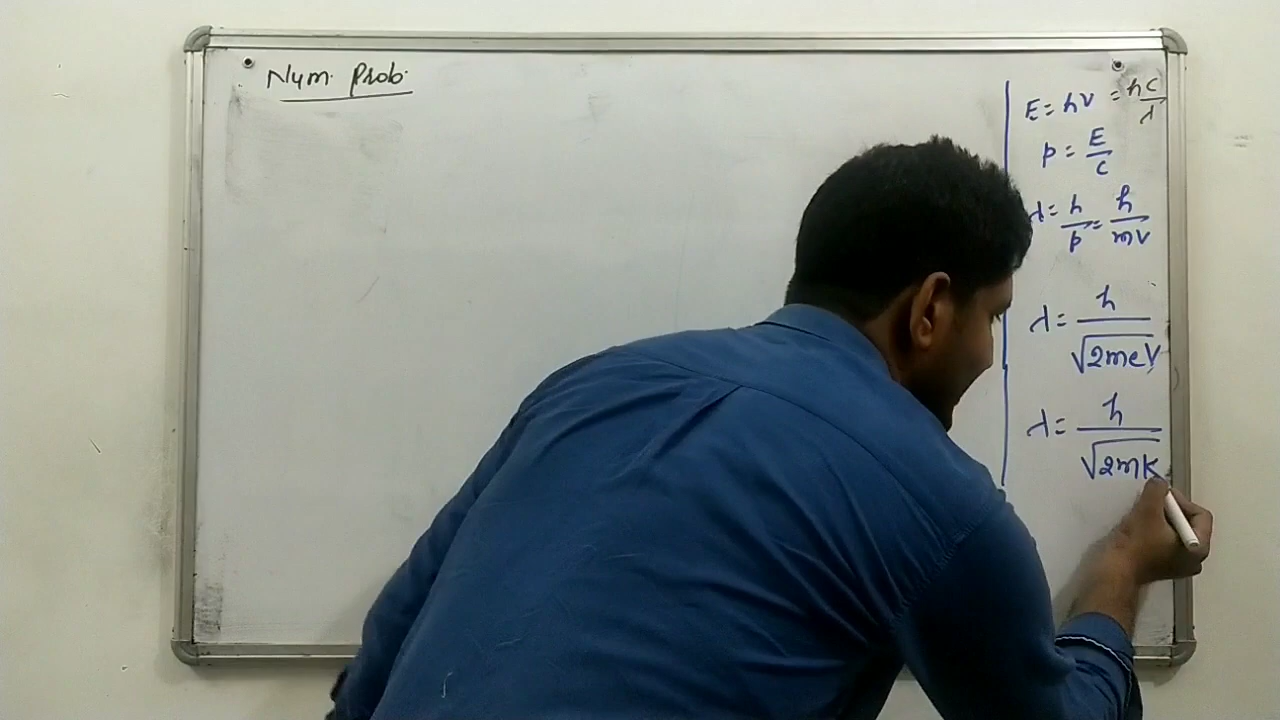 Num. Prob.
E = hν = hc/λ
p = E/c
λ = h/p = h/mv
λ = h/√2meV
λ = h/√2mK